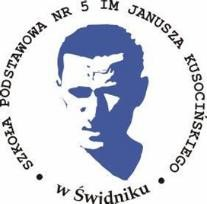 • SZKOŁA PODSTAWOWA NR 5 IM JANUSZA KUSOCIŃSKIEGO •
w Świdniku